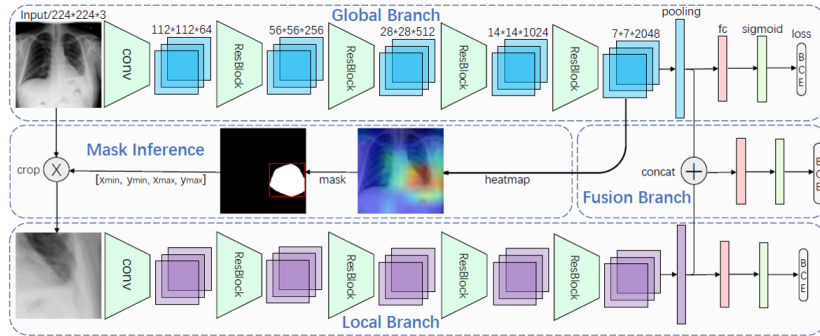 Global Branch
Input/224*224*3
112*112*64
56*56*256
28*28*512
14*14*1024
7*7*2048
pooling
fc
sigmoid
loss
conv
ResBlock
ResBlock
ResBlock
ResBlock
B
C
E
Mask Inference
crop
X
[xmin, ymin, xmax, ymax]
mask
heatmap
concat
+
Fusion Branch
B
C
E
conv
ResBlock
ResBlock
ResBlock
ResBlock
B
C
E
Local Branch